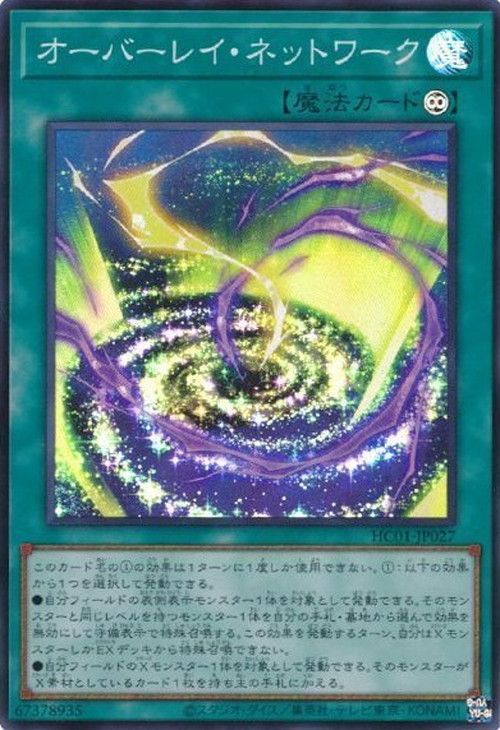 オーバーレイ・ネットワーク 魔
【魔法カード∞】
HC01-JP027
このカード名の①の効果は１ターンに１度しか使用できない。①：以下の効果
から１つを選択して発動できる。
●自分フィールドの表側表示モンスター１体を対象として発動できる。そのモン
スターと同じレベルを持つモンスター１体を自分の手札・墓地から選んで効果を
無効にして守備表示で特殊召喚する。この効果を発動するターン、自分はＸモン
スターしかＥＸデッキから特殊召喚できない。
●自分フィールドのＸモンスター１体を対象として発動できる。そのモンスターが
Ｘ素材としているカード１枚を持ち主の手札に加える。
67378935 ©スタジオ・ダイス／集英社・テレビ東京・KONAMI